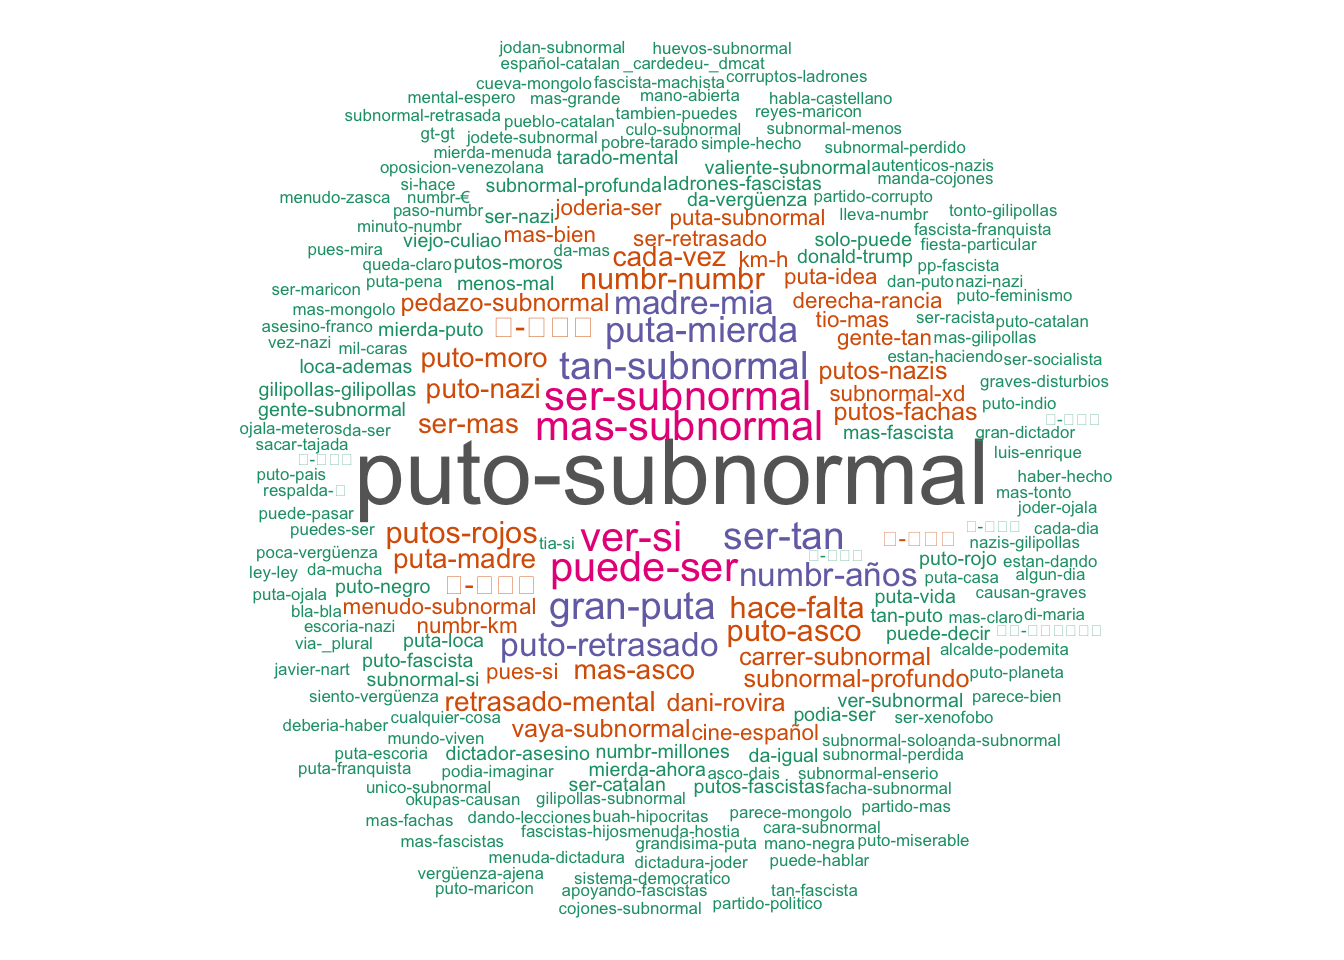 jodan-subnormal huevos-subnormal
español-catalan _cardedeu-_dmcat
cueva-mongolo fascista-machista corruptos-ladrones
mental-espero mas-grande mano-abierta habla-castellano
subnormal-retrasada pueblo-catalan tambien-puedes reyes-maricon
gt-gt jodete-subnormal culo-subnormal subnormal-menos
mierda-menuda pobre-tarado simple-hecho subnormal-perdido
oposicion-venezolana tarado-mental valiente-subnormal autenticos-nazis
si-hace subnormal-profunda ladrones-fascistas manda-cojones
menudo-zasca numbr-€ da-vergüenza partido-corrupto
paso-numbr ser-nazi joderia-ser puta-subnormal lleva-numbr tonto-gilipollas
minuto-numbr mas-bien ser-retrasado fascista-franquista
pues-mira viejo-culiao da-mas cada-vez km-h solo-puede fiesta-particular
queda-claro putos-moros donald-trump pp-fascista
ser-maricon puta-pena menos-mal numbr-numbr puta-idea dan-puto nazi-nazi
mas-mongolo pedazo-subnormal madre-mia derecha-rancia puto-feminismo
asesino-franco mierda-puto puta-mierda tio-mas ser-racista puto-catalan
vez-nazi mil-caras gente-tan mas-gilipollas
loca-ademas puto-moro tan-subnormal putos-nazis estan-haciendo ser-socialista
gilipollas-gilipollas puto-nazi ser-subnormal subnormal-xd graves-disturbios
gente-subnormal putos-fachas puto-indio
ojala-meteros da-ser ser-mas mas-subnormal mas-fascista gran-dictador
sacar-tajada luis-enrique
puto-pais puto-subnormal haber-hecho
respalda- mas-tonto
puede-pasar joder-ojala
puedes-ser putos-rojos tia-si ver-si ser-tan nazis-gilipollas cada-dia
poca-vergüenza puta-madre puto-rojo estan-dando
ley-ley da-mucha puede-ser numbr-años puta-casa algun-dia
puta-ojala puto-negro puta-vida causan-graves
bla-bla menudo-subnormal gran-puta hace-falta tan-puto mas-claro di-maria
escoria-nazi numbr-km puto-asco puede-decir
via-_plural puta-loca puto-retrasado alcalde-podemita
javier-nart puto-fascista pues-si mas-asco carrer-subnormal puto-planeta
subnormal-si subnormal-profundo
siento-vergüenza retrasado-mental dani-rovira ver-subnormal parece-bien
deberia-haber cualquier-cosa podia-ser ser-xenofobo
mundo-viven vaya-subnormal cine-español subnormal-solo anda-subnormal
puta-escoria dictador-asesino numbr-millones da-igual subnormal-perdida
puta-franquista podia-imaginar mierda-ahora asco-dais subnormal-enserio
unico-subnormal ser-catalan putos-fascistas facha-subnormal
okupas-causan gilipollas-subnormal partido-mas
mas-fachas dando-lecciones buah-hipocritas parece-mongolo
fascistas-hijos menuda-hostia cara-subnormal
mas-fascistas grandisima-puta mano-negra puto-miserable
menuda-dictadura dictadura-joder puede-hablar
vergüenza-ajena sistema-democratico
puto-maricon apoyando-fascistas tan-fascista
cojones-subnormal partido-politico